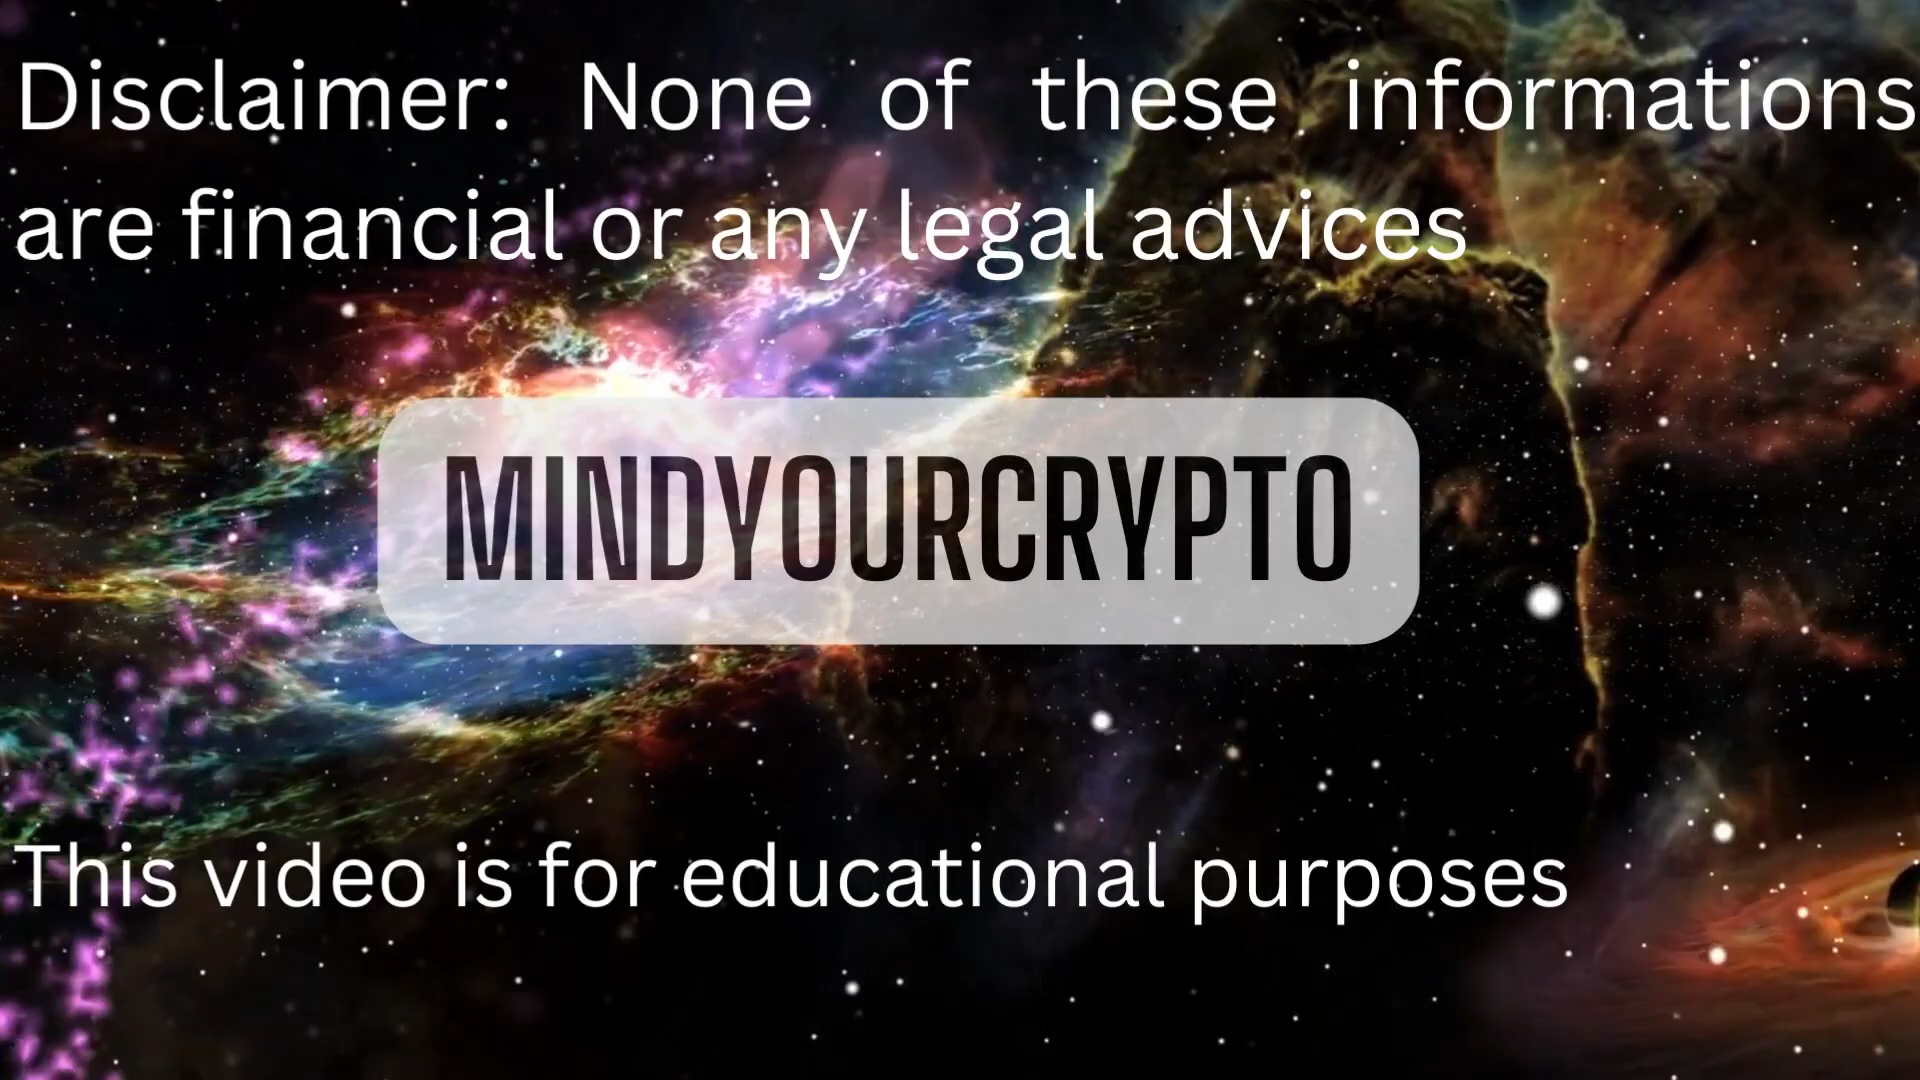 Disclaimer: None of these informations
are financial or any legal advices
MINDYOURCRYPTO
This video is for educational purposes